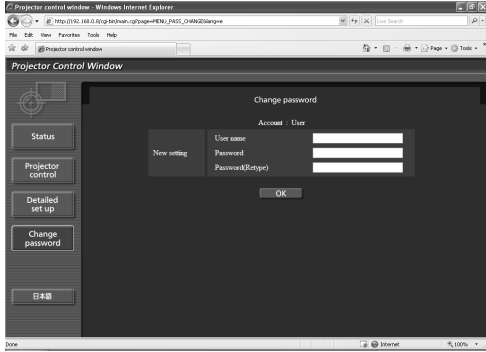 Projector control window - Windows Internet Explorer
http://192.168.0.8/cgi-bin/main.cgi?page=MENU_PASS_CHANGE&lang=e
Live Search
File Edit View Favorites Tools Help
Projector control window
Page Tools
Projector Control Window
Change password
Account : User
New setting
User name
Password
Password(Retype)
OK
Status
Projector
control
Detailed
set up
Change
password
日本語
Done
Internet
100%